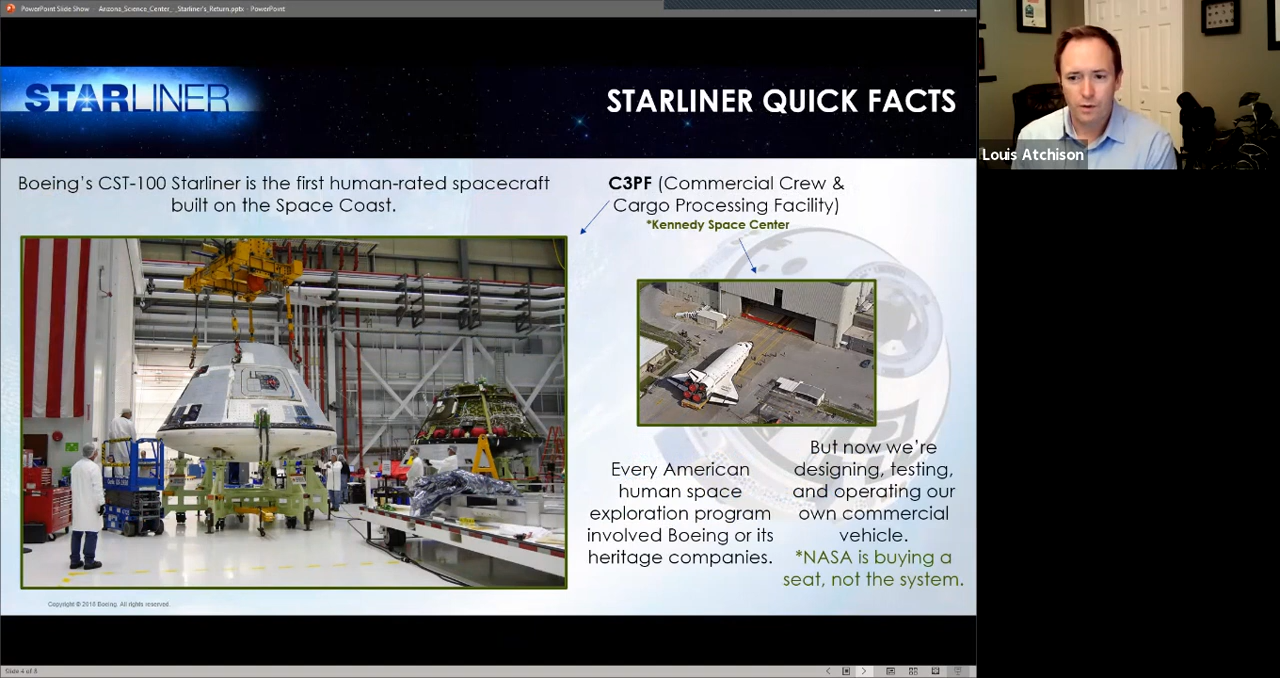 PowerPoint Slide Show - Arizona_Science_Center_-_Starliner's_Return.pptx - PowerPoint
STARLINER
STARLINER QUICK FACTS
Louis Atchison
Boeing’s CST-100 Starliner is the first human-rated spacecraft
built on the Space Coast.
C3PF (Commercial Crew &
Cargo Processing Facility)
*Kennedy Space Center
Every American
human space
exploration program
involved Boeing or its
heritage companies.
But now we’re
designing, testing,
and operating our
own commercial
vehicle.
*NASA is buying a
seat, not the system.
Copyright © 2016 Boeing. All rights reserved.
Slide 4 of 8